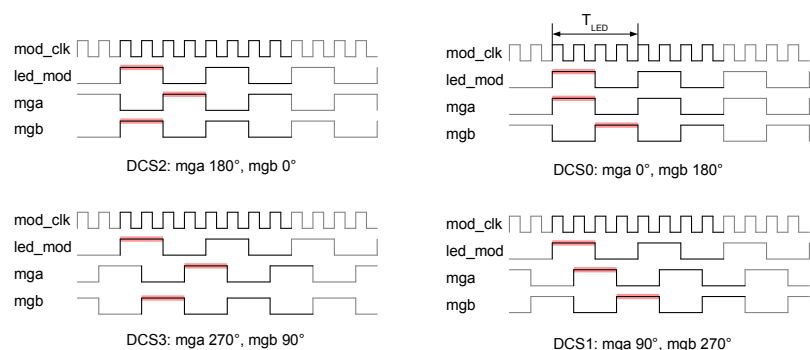 mod_clk
led_mod
mga
mgb
DCS2: mga 180°, mgb 0°
T_LED
mod_clk
led_mod
mga
mgb
DCS0: mga 0°, mgb 180°
mod_clk
led_mod
mga
mgb
DCS3: mga 270°, mgb 90°
mod_clk
led_mod
mga
mgb
DCS1: mga 90°, mgb 270°